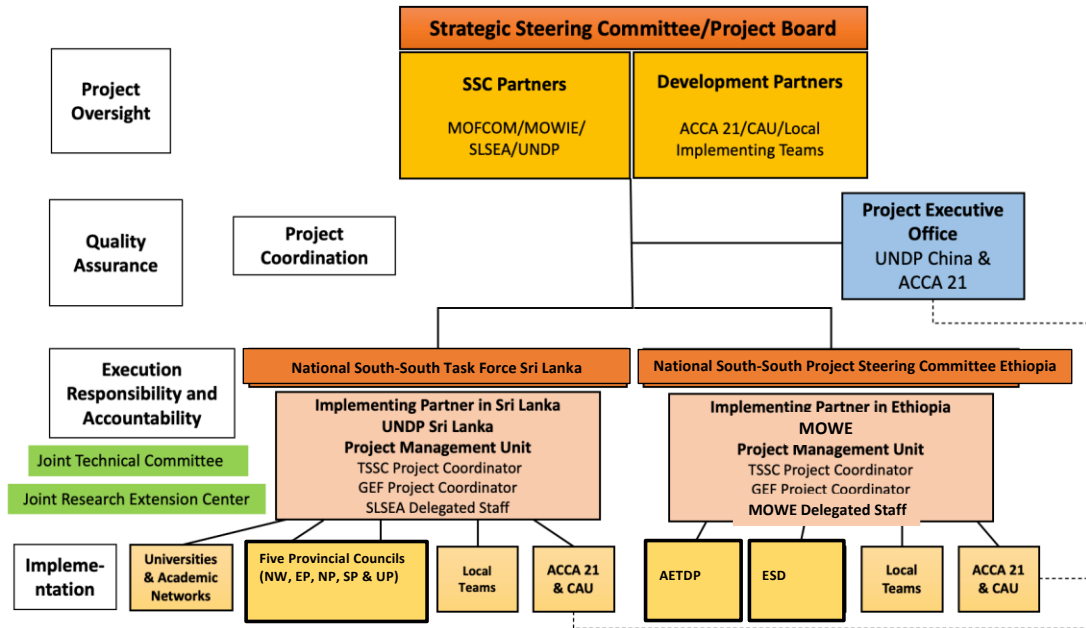 Strategic Steering Committee/Project Board
Project
Oversight
SSC Partners
MOFCOM/MOWIE/
SLSEA/UNDP
Development Partners
ACCA 21/CAU/Local
Implementing Teams
Quality
Assurance
Project
Coordination
Project Executive
Office
UNDP China &
ACCA 21
Execution
Responsibility and
Accountability
National South-South Task Force Sri Lanka
National South-South Project Steering Committee Ethiopia
Implementing Partner in Sri Lanka
UNDP Sri Lanka
Project Management Unit
TSSC Project Coordinator
GEF Project Coordinator
SLSEA Delegated Staff
Implementing Partner in Ethiopia
MOWE
Project Management Unit
TSSC Project Coordinator
GEF Project Coordinator
MOWE Delegated Staff
Joint Technical Committee
Joint Research Extension Center
Impleme-
ntation
Universities
& Academic
Networks
Five Provincial Councils
(NW, EP, NP, SP & UP)
Local
Teams
ACCA 21
& CAU
AETDP
ESD
Local
Teams
ACCA 21
& CAU